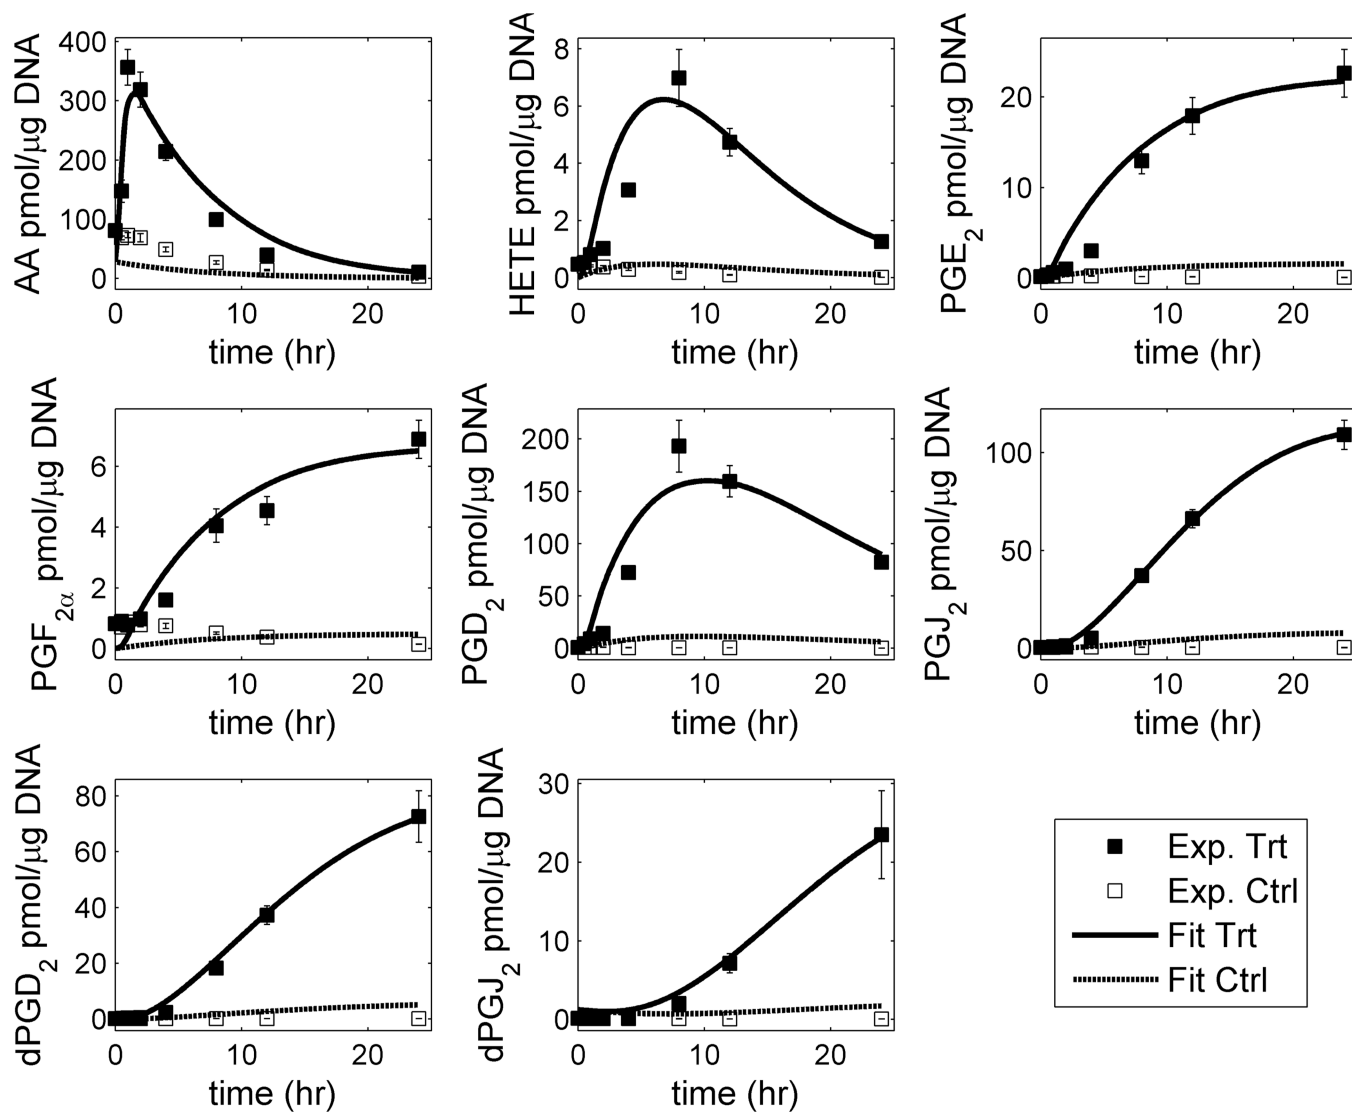 AA pmol/μg DNA
400
300
200
100
0
0 10 20
time (hr)
HETE pmol/μg DNA
8
6
4
2
0
0 10 20
time (hr)
PGE2 pmol/μg DNA
20
10
0
0 10 20
time (hr)
PGF2α pmol/μg DNA
6
4
2
0
0 10 20
time (hr)
PGD2 pmol/μg DNA
200
150
100
50
0
0 10 20
time (hr)
PGJ2 pmol/μg DNA
100
50
0
0 10 20
time (hr)
dPGD2 pmol/μg DNA
80
60
40
20
0
0 10 20
time (hr)
dPGJ2 pmol/μg DNA
30
20
10
0
0 10 20
time (hr)
Exp. Trt
Exp. Ctrl
Fit Trt
Fit Ctrl